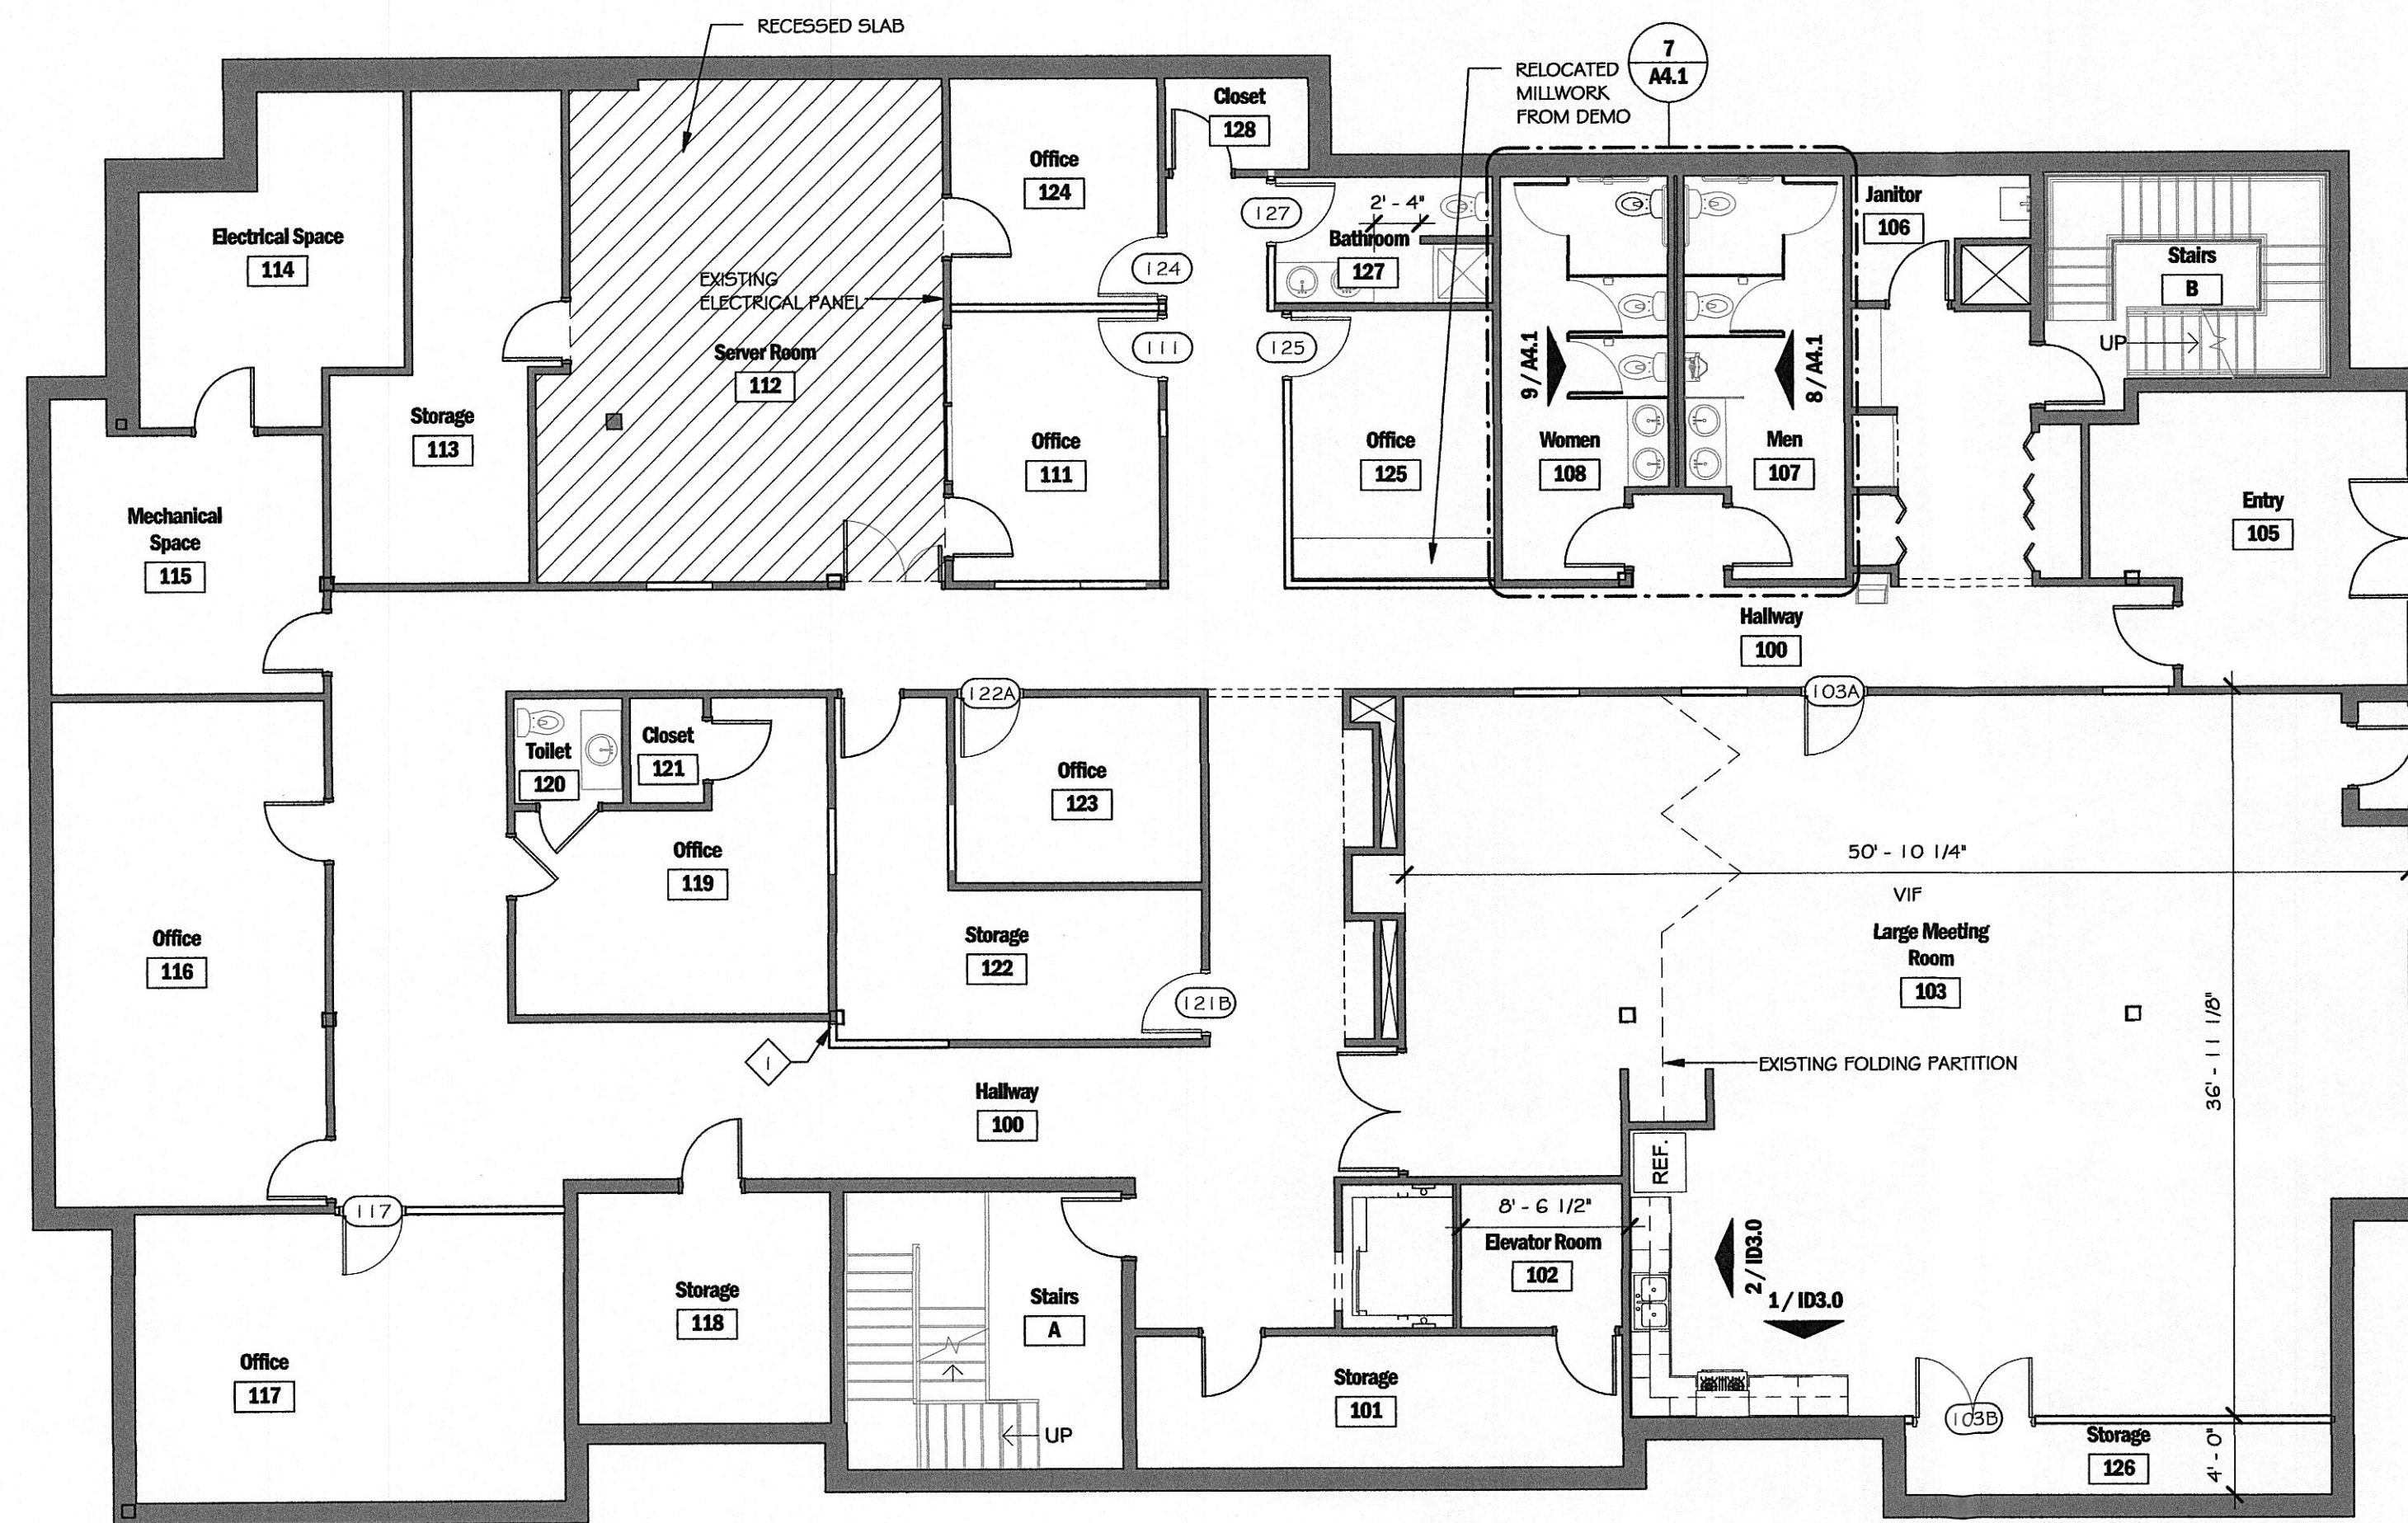 RECESSED SLAB
RELOCATED
MILLWORK
FROM DEMO
7
A4.1
Closet
128
Office
124
Electrical Space
114
127
2' - 4"
Bathroom
127
Janitor
106
Stairs
B
UP
124
EXISTING
ELECTRICAL PANEL
Server Room
112
111
125
9 / A4.1
8 / A4.1
Storage
113
Office
111
Office
125
Women
108
Men
107
Mechanical
Space
115
Entry
105
Hallway
100
122A
103A
Toilet
120
Closet
121
Office
123
Office
119
50' - 10 1/4"
VIF
Large Meeting
Room
103
Office
116
Storage
122
121B
36' - 11 1/8"
1
EXISTING FOLDING PARTITION
Hallway
100
REF.
117
8' - 6 1/2"
Elevator Room
102
2 / ID3.0
1 / ID3.0
Storage
118
Stairs
A
UP
Office
117
Storage
101
103B
Storage
126
4' - 0"